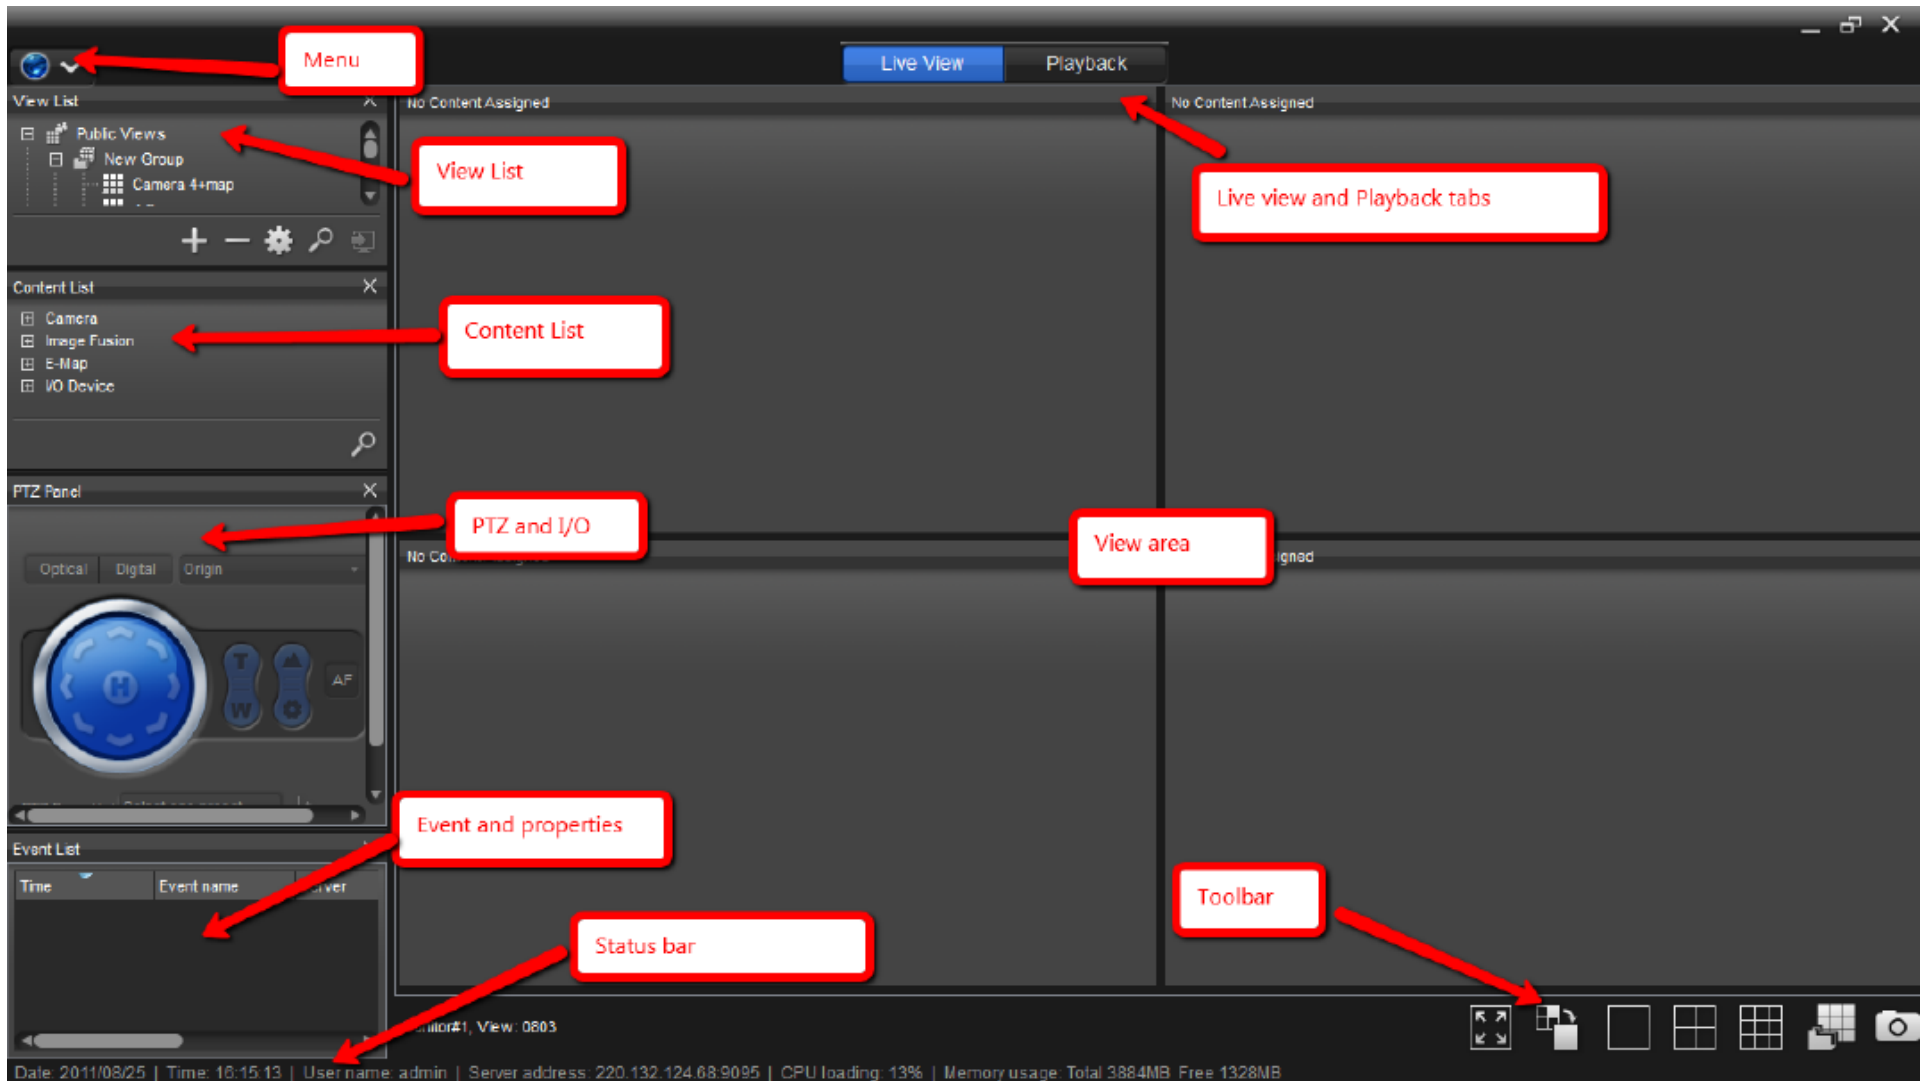 Menu
Live View
Playback
View List
No Content Assigned
No Content Assigned
Public Views
New Group
Camera 4+map
View List
Live view and Playback tabs
Content List
Camera
Image Fusion
E-Map
I/O Device
Content List
PTZ Panel
PTZ and I/O
View area
Optical
Digital
Origin
T
W
H
AF
Event and properties
Event List
Time
Event name
Toolbar
Status bar
View: 0803
Date: 2011/08/25 | Time: 16:15:13 | User name: admin | Server address: 220.132.124.68:9095 | CPU loading: 13% | Memory usage: Total 3884MB Free 1328MB